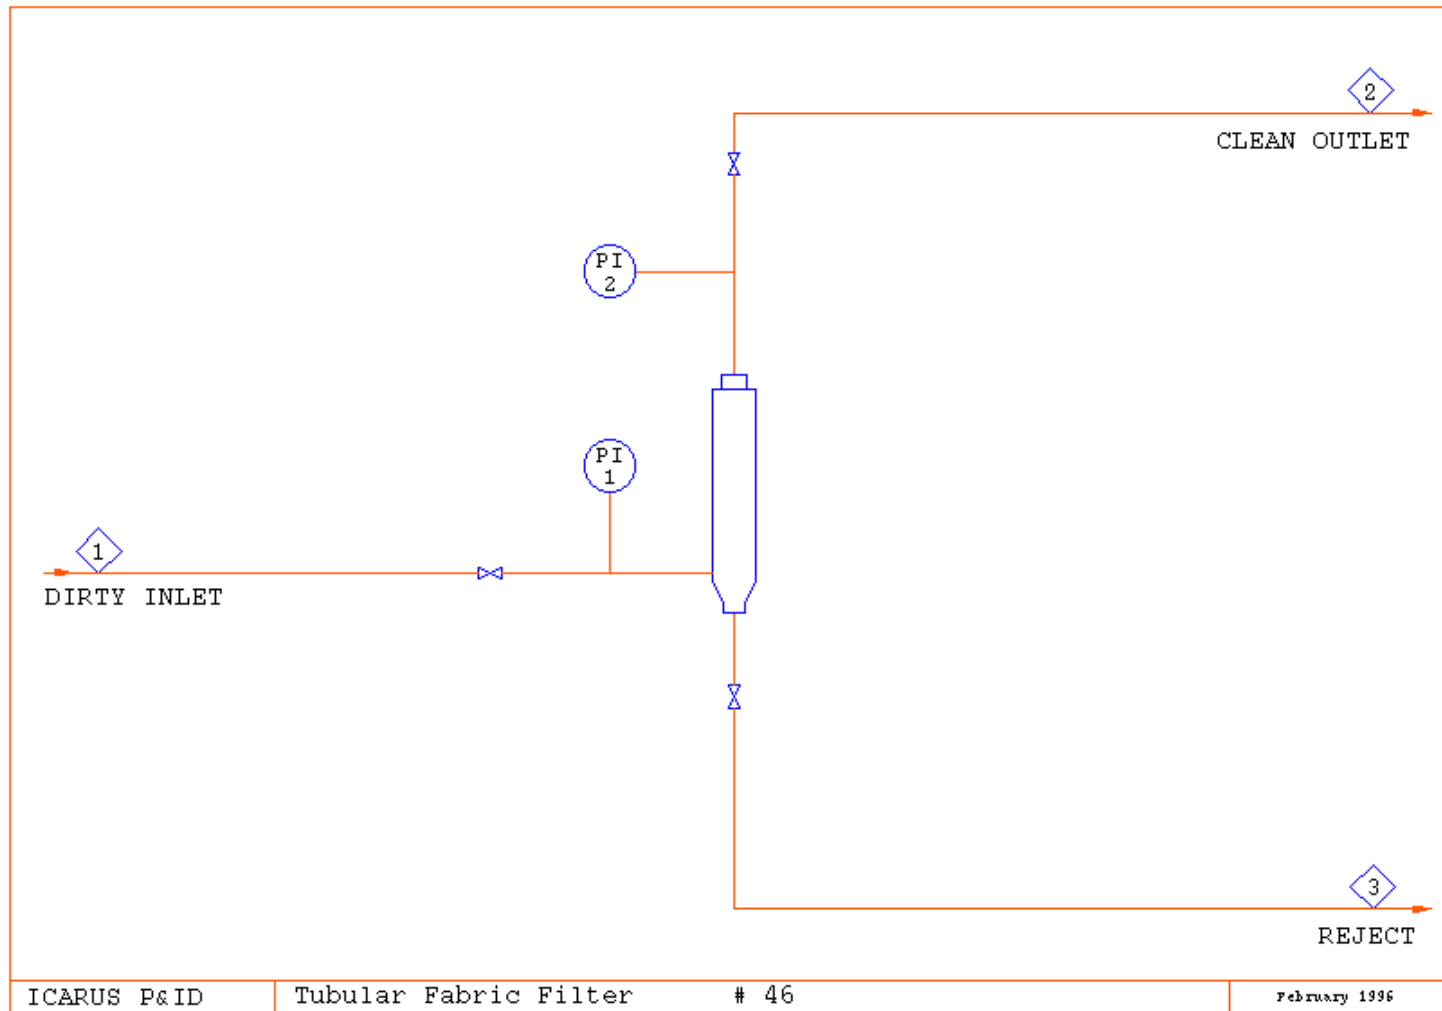 2
CLEAN OUTLET
PI
2
PI
1
1
DIRTY INLET
3
REJECT
ICARUS P&ID
Tubular Fabric Filter # 46
February 1996